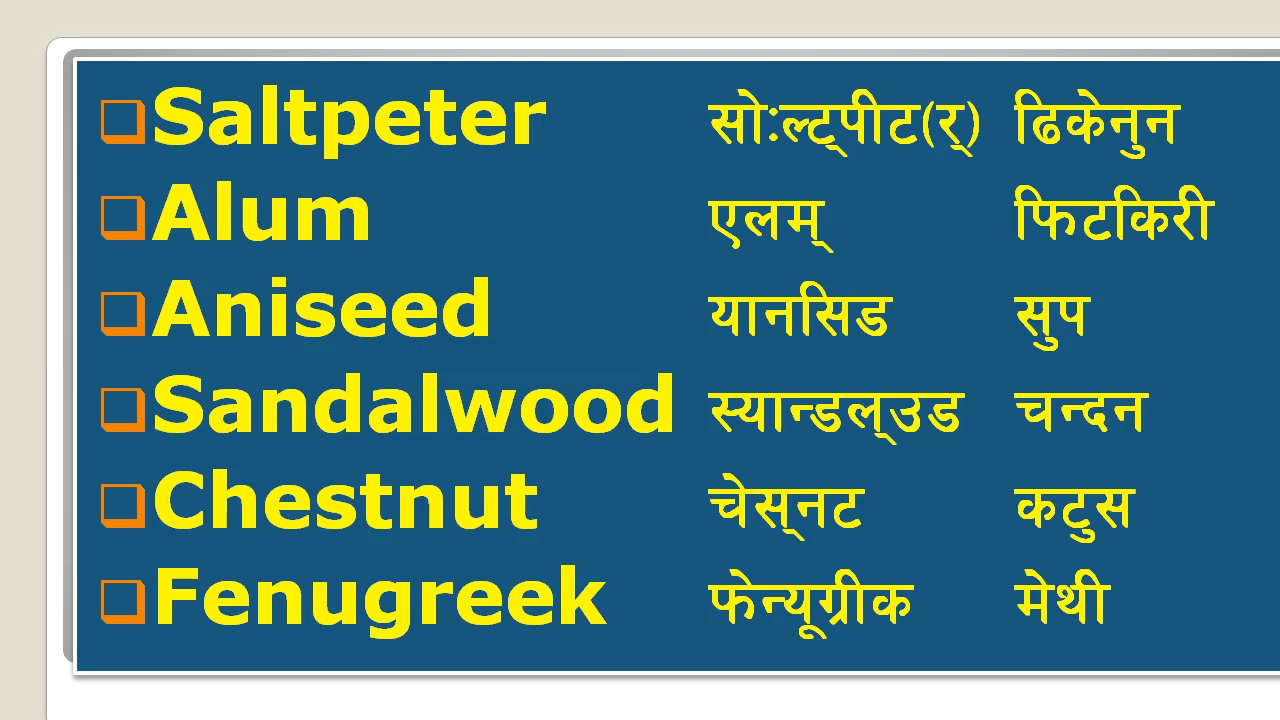 Saltpeter सोःल्ट्पीट(र्) ढिकेनुन
Alum एलम् फिटकिरी
Aniseed यानसिड सुप
Sandalwood स्यान्डल्उड चन्दन
Chestnut चेस्नट कटुस
Fenugreek फेन्यूग्रीक मेथी